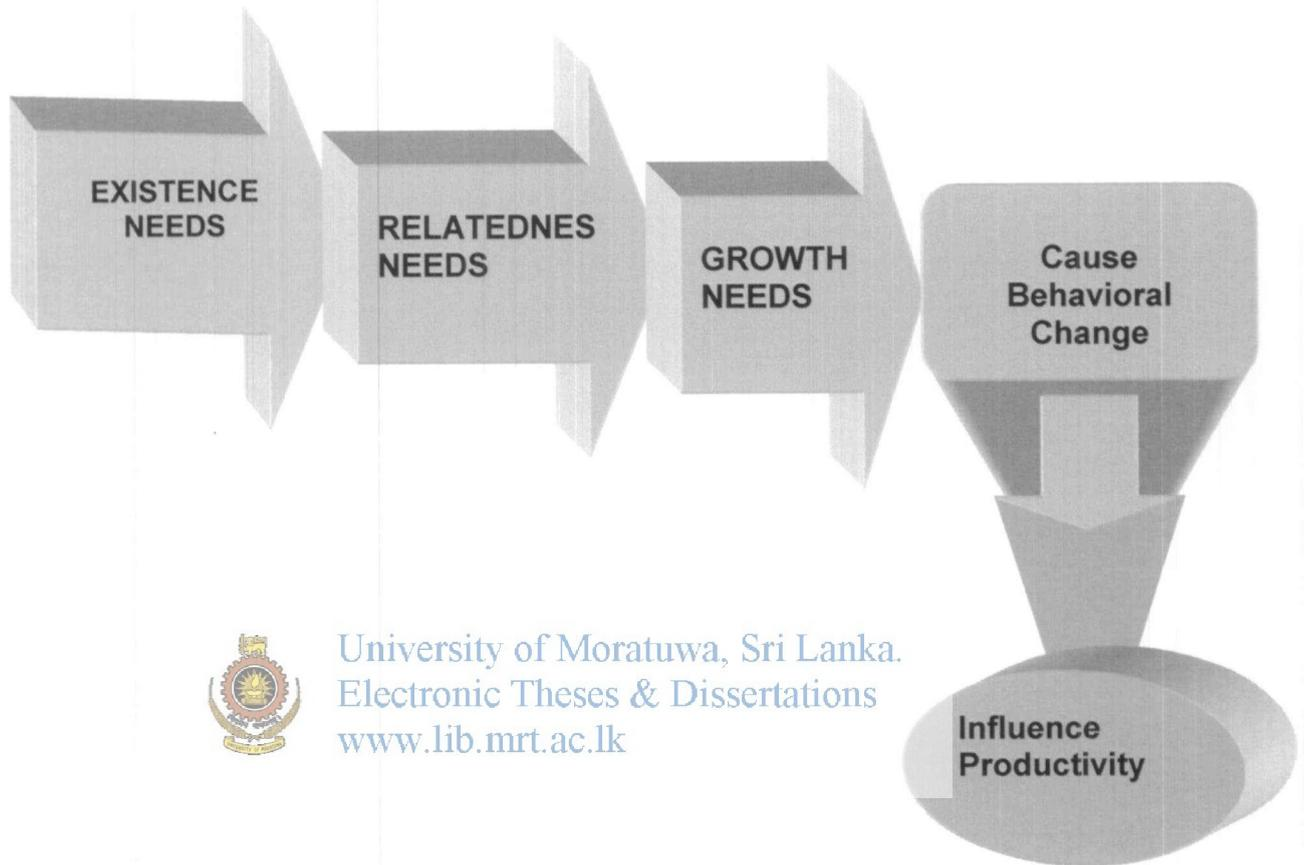 EXISTENCE
NEEDS
RELATEDNES
NEEDS
GROWTH
NEEDS
Cause
Behavioral
Change
Influence
Productivity
University of Moratuwa, Sri Lanka.
Electronic Theses & Dissertations
www.lib.mrt.ac.lk